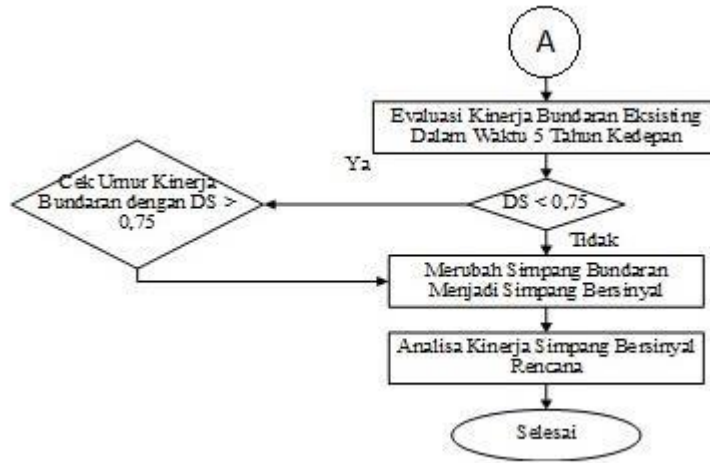 A
Evaluasi Kinerja Bundaran Eksisting
Dalam Waktu 5 Tahun Kedepan
Ya
Cek Umur Kinerja
Bundaran dengan DS >
0,75
DS < 0,75
Tidak
Merubah Simpang Bundaran
Menjadi Simpang Bersinyal
Analisa Kinerja Simpang Bersinyal
Rencana
Selesai